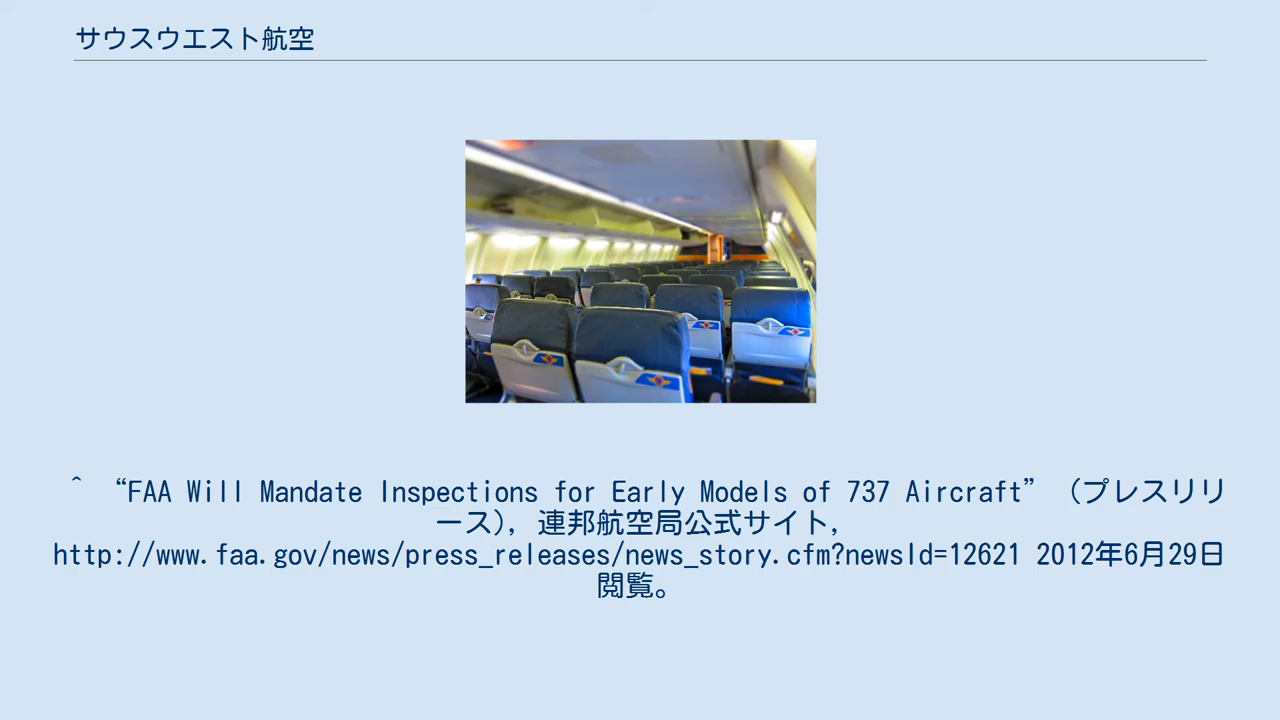 サウスウエスト航空
^ “FAA Will Mandate Inspections for Early Models of 737 Aircraft” (プレスリリ
ース), 連邦航空局公式サイト,
http://www.faa.gov/news/press_releases/news_story.cfm?newsId=12621 2012年6月29日
閲覧。